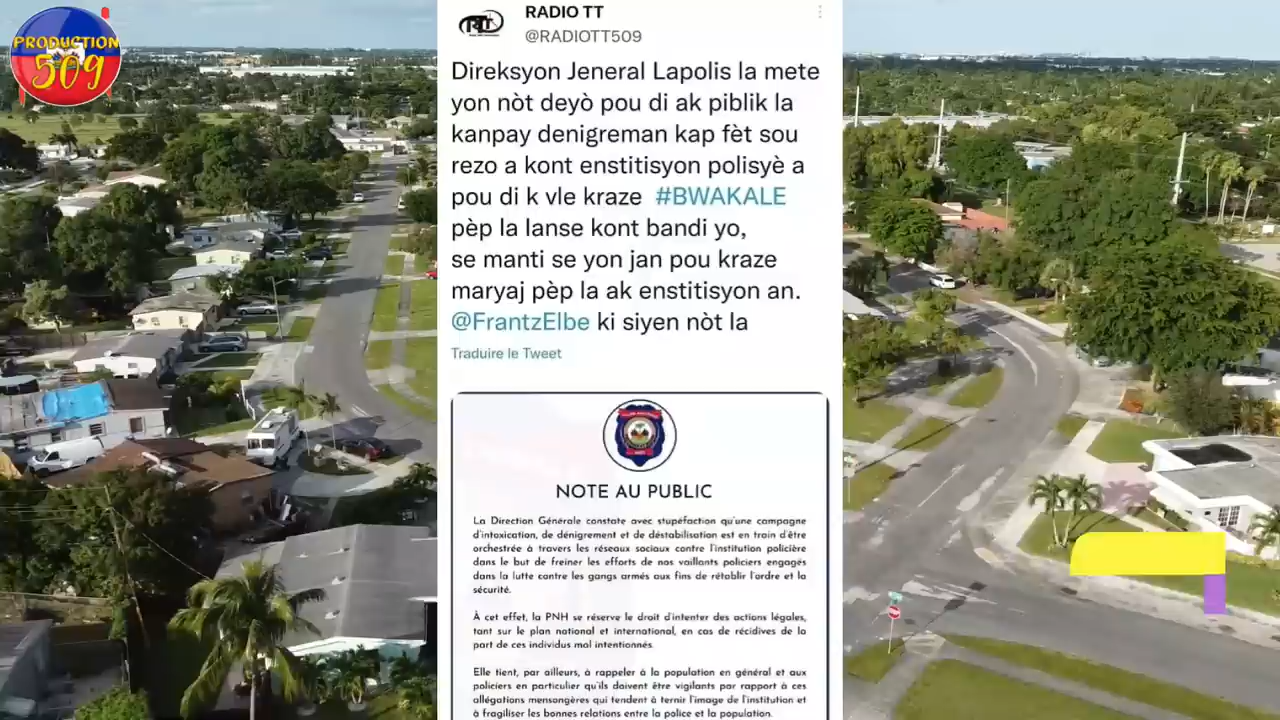 PRODUCTION
509
RADIO TT
@RADIOTT509
Direksyon Jeneral Lapolis la mete
yon nòt deyò pou di ak piblik la
kanpay denigreman kap fèt sou
rezo a kont enstitisyon polisyè a
pou di k vle kraze #BWAKALE
pèp la lanse kont bandi yo,
se manti se yon jan pou kraze
maryaj pèp la ak enstitisyon an.
@FrantzElbe ki siyen nòt la
Traduire le Tweet
NOTE AU PUBLIC
La Direction Générale constate avec stupéfaction qu'une campagne
d'intoxication, de dénigrement et de déstabilisation est en train d'être
orchestrée à travers les réseaux sociaux contre l'institution policière
dans le but de freiner les efforts de nos vaillants policiers engagés
dans la lutte contre les gangs armés aux fins de rétablir l'ordre et la
sécurité.
À cet effet, la PNH se réserve le droit d'intenter des actions légales,
tant sur le plan national et international, en cas de récidives de la
part de ces individus mal intentionnés.
Elle tient, par ailleurs, à rappeler à la population en général et aux
policiers en particulier qu'ils doivent être vigilants par rapport à ces
allégations mensongères qui tendent à ternir l'image de l'institution et
à fragiliser les bonnes relations entre la police et la population.